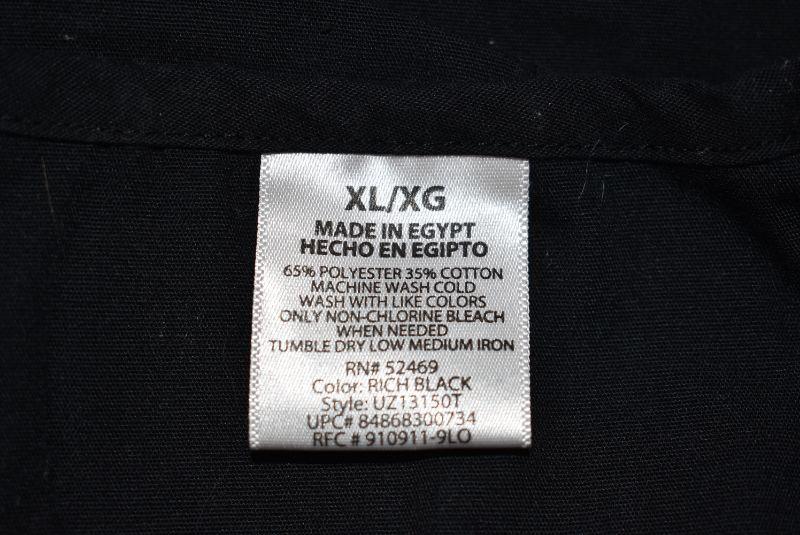 XL/XG
MADE IN EGYPT
HECHO EN EGIPTO
65% POLYESTER 35% COTTON
MACHINE WASH COLD
WASH WITH LIKE COLORS
ONLY NON-CHLORINE BLEACH
WHEN NEEDED
TUMBLE DRY LOW MEDIUM IRON
RN# 52469
Color: RICH BLACK
Style: UZ13150T
UPC# 84868300734
RFC # 910911-9LO